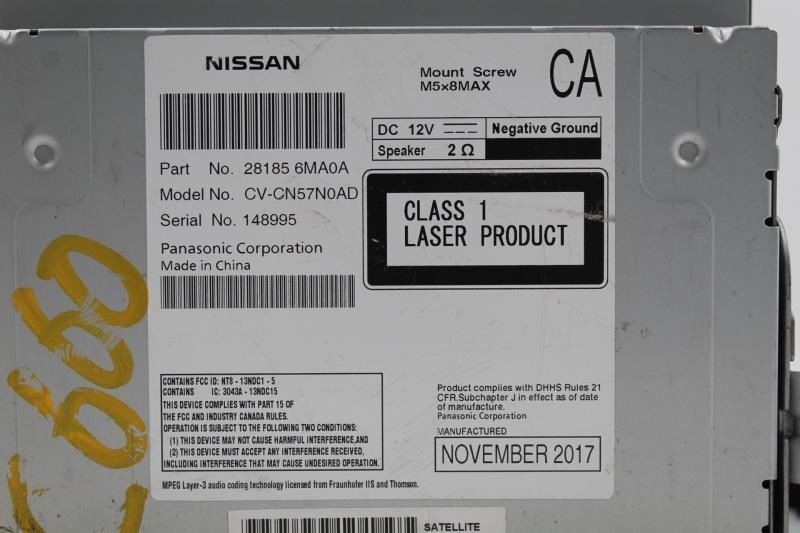 NISSAN
Mount Screw
M5x8MAX
CA
DC 12V
Negative Ground
Speaker 2 Ω
Part No. 28185 6MA0A
Model No. CV-CN57N0AD
Serial No. 148995
Panasonic Corporation
Made in China
CLASS 1
LASER PRODUCT
CONTAINS FCC ID: NT8 - 13NDC1 - 5
CONTAINS IC: 3043A - 13NDC15
THIS DEVICE COMPLIES WITH PART 15 OF
THE FCC AND INDUSTRY CANADA RULES.
OPERATION IS SUBJECT TO THE FOLLOWING TWO CONDITIONS:
(1) THIS DEVICE MAY NOT CAUSE HARMFUL INTERFERENCE,AND
(2) THIS DEVICE MUST ACCEPT ANY INTERFERENCE RECEIVED,
INCLUDING INTERFERENCE THAT MAY CAUSE UNDESIRED OPERATION.
MPEG Layer-3 audio coding technology licensed from Fraunhofer IIS and Thomson.
Product complies with DHHS Rules 21
CFR.Subchapter J in effect as of date
of manufacture.
Panasonic Corporation
MANUFACTURED
NOVEMBER 2017
SATELLITE